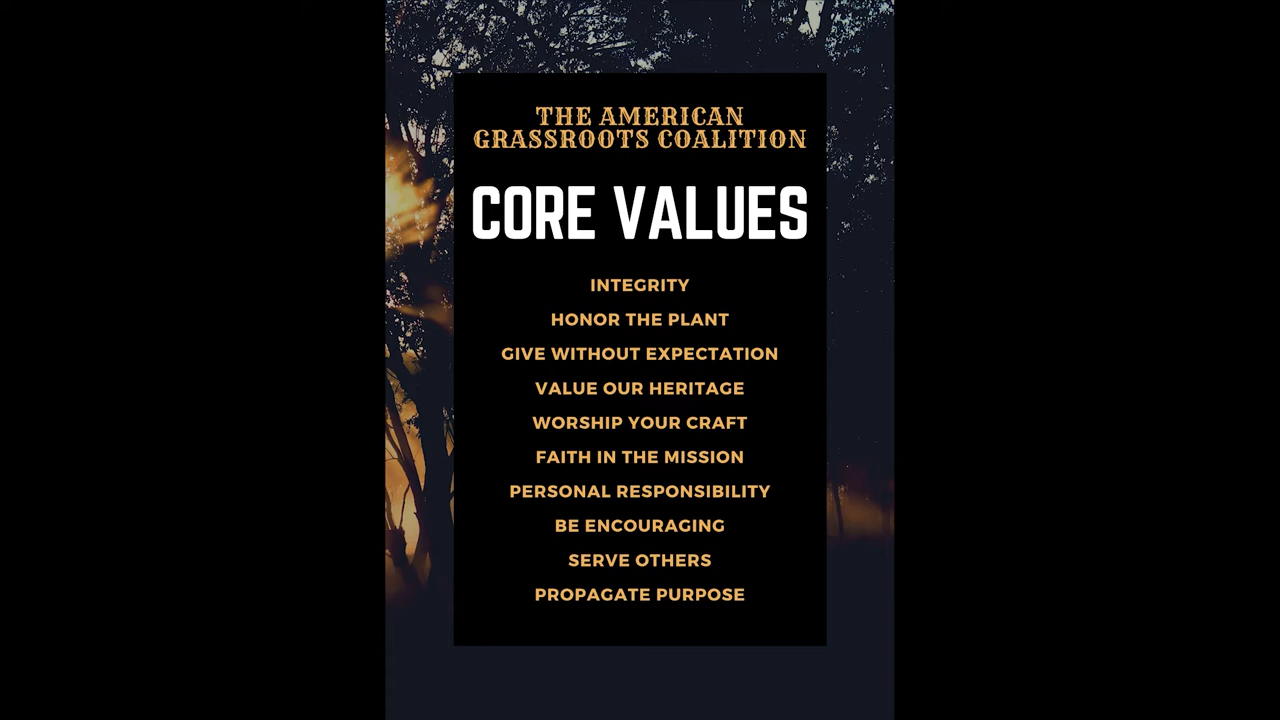 THE AMERICAN
GRASSROOTS COALITION
CORE VALUES
INTEGRITY
HONOR THE PLANT
GIVE WITHOUT EXPECTATION
VALUE OUR HERITAGE
WORSHIP YOUR CRAFT
FAITH IN THE MISSION
PERSONAL RESPONSIBILITY
BE ENCOURAGING
SERVE OTHERS
PROPAGATE PURPOSE